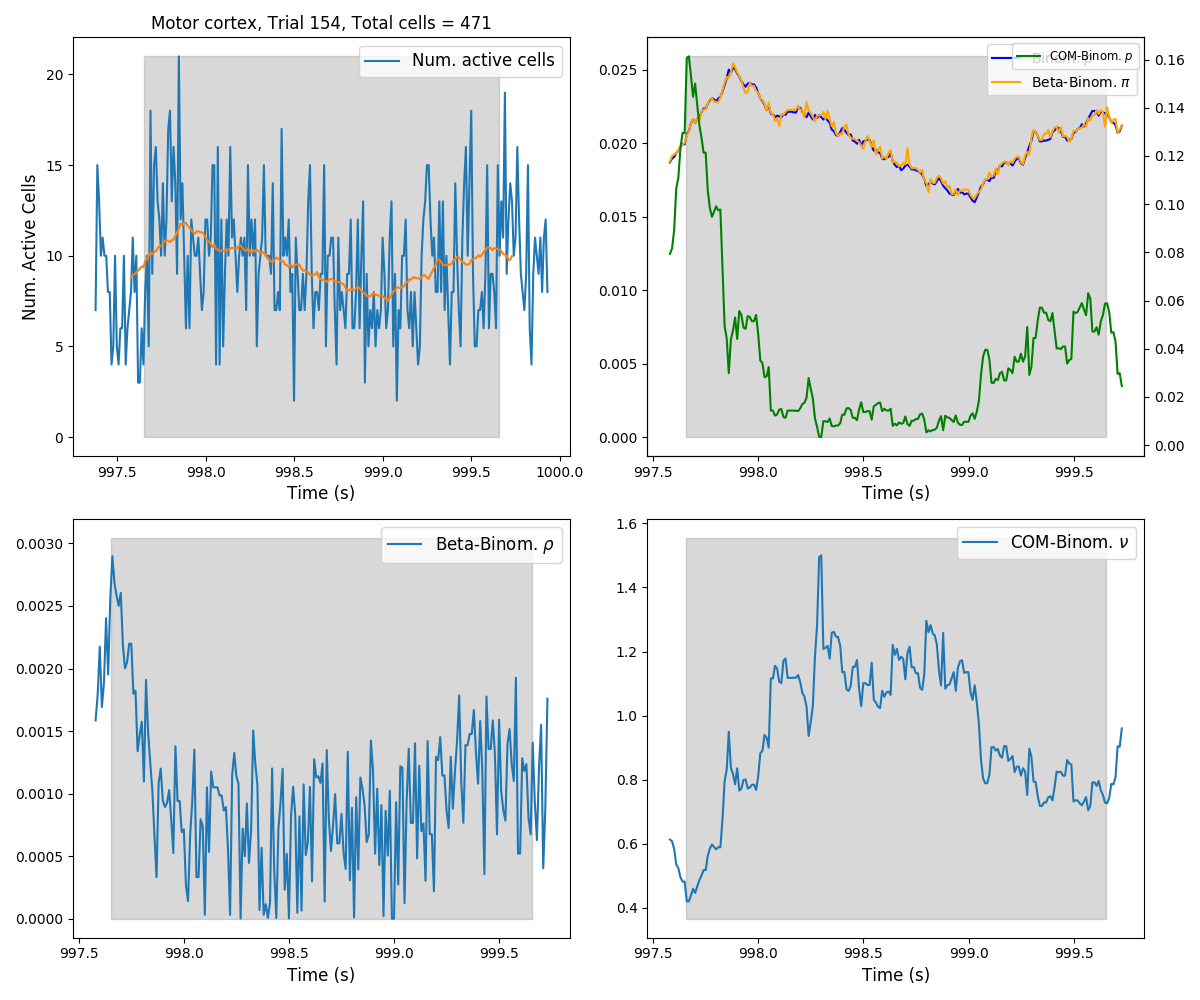 Motor cortex, Trial 154, Total cells = 471
Num. active cells
Num. Active Cells
20
15
10
5
0
997.5 998.0 998.5 999.0 999.5 1000.0
Time (s)
COM-Binom. p
Binom. p
Beta-Binom. π
0.025
0.020
0.015
0.010
0.005
0.000
0.16
0.14
0.12
0.10
0.08
0.06
0.04
0.02
0.00
997.5 998.0 998.5 999.0 999.5
Time (s)
Beta-Binom. ρ
0.0030
0.0025
0.0020
0.0015
0.0010
0.0005
0.0000
997.5 998.0 998.5 999.0 999.5
Time (s)
COM-Binom. ν
1.6
1.4
1.2
1.0
0.8
0.6
0.4
997.5 998.0 998.5 999.0 999.5
Time (s)